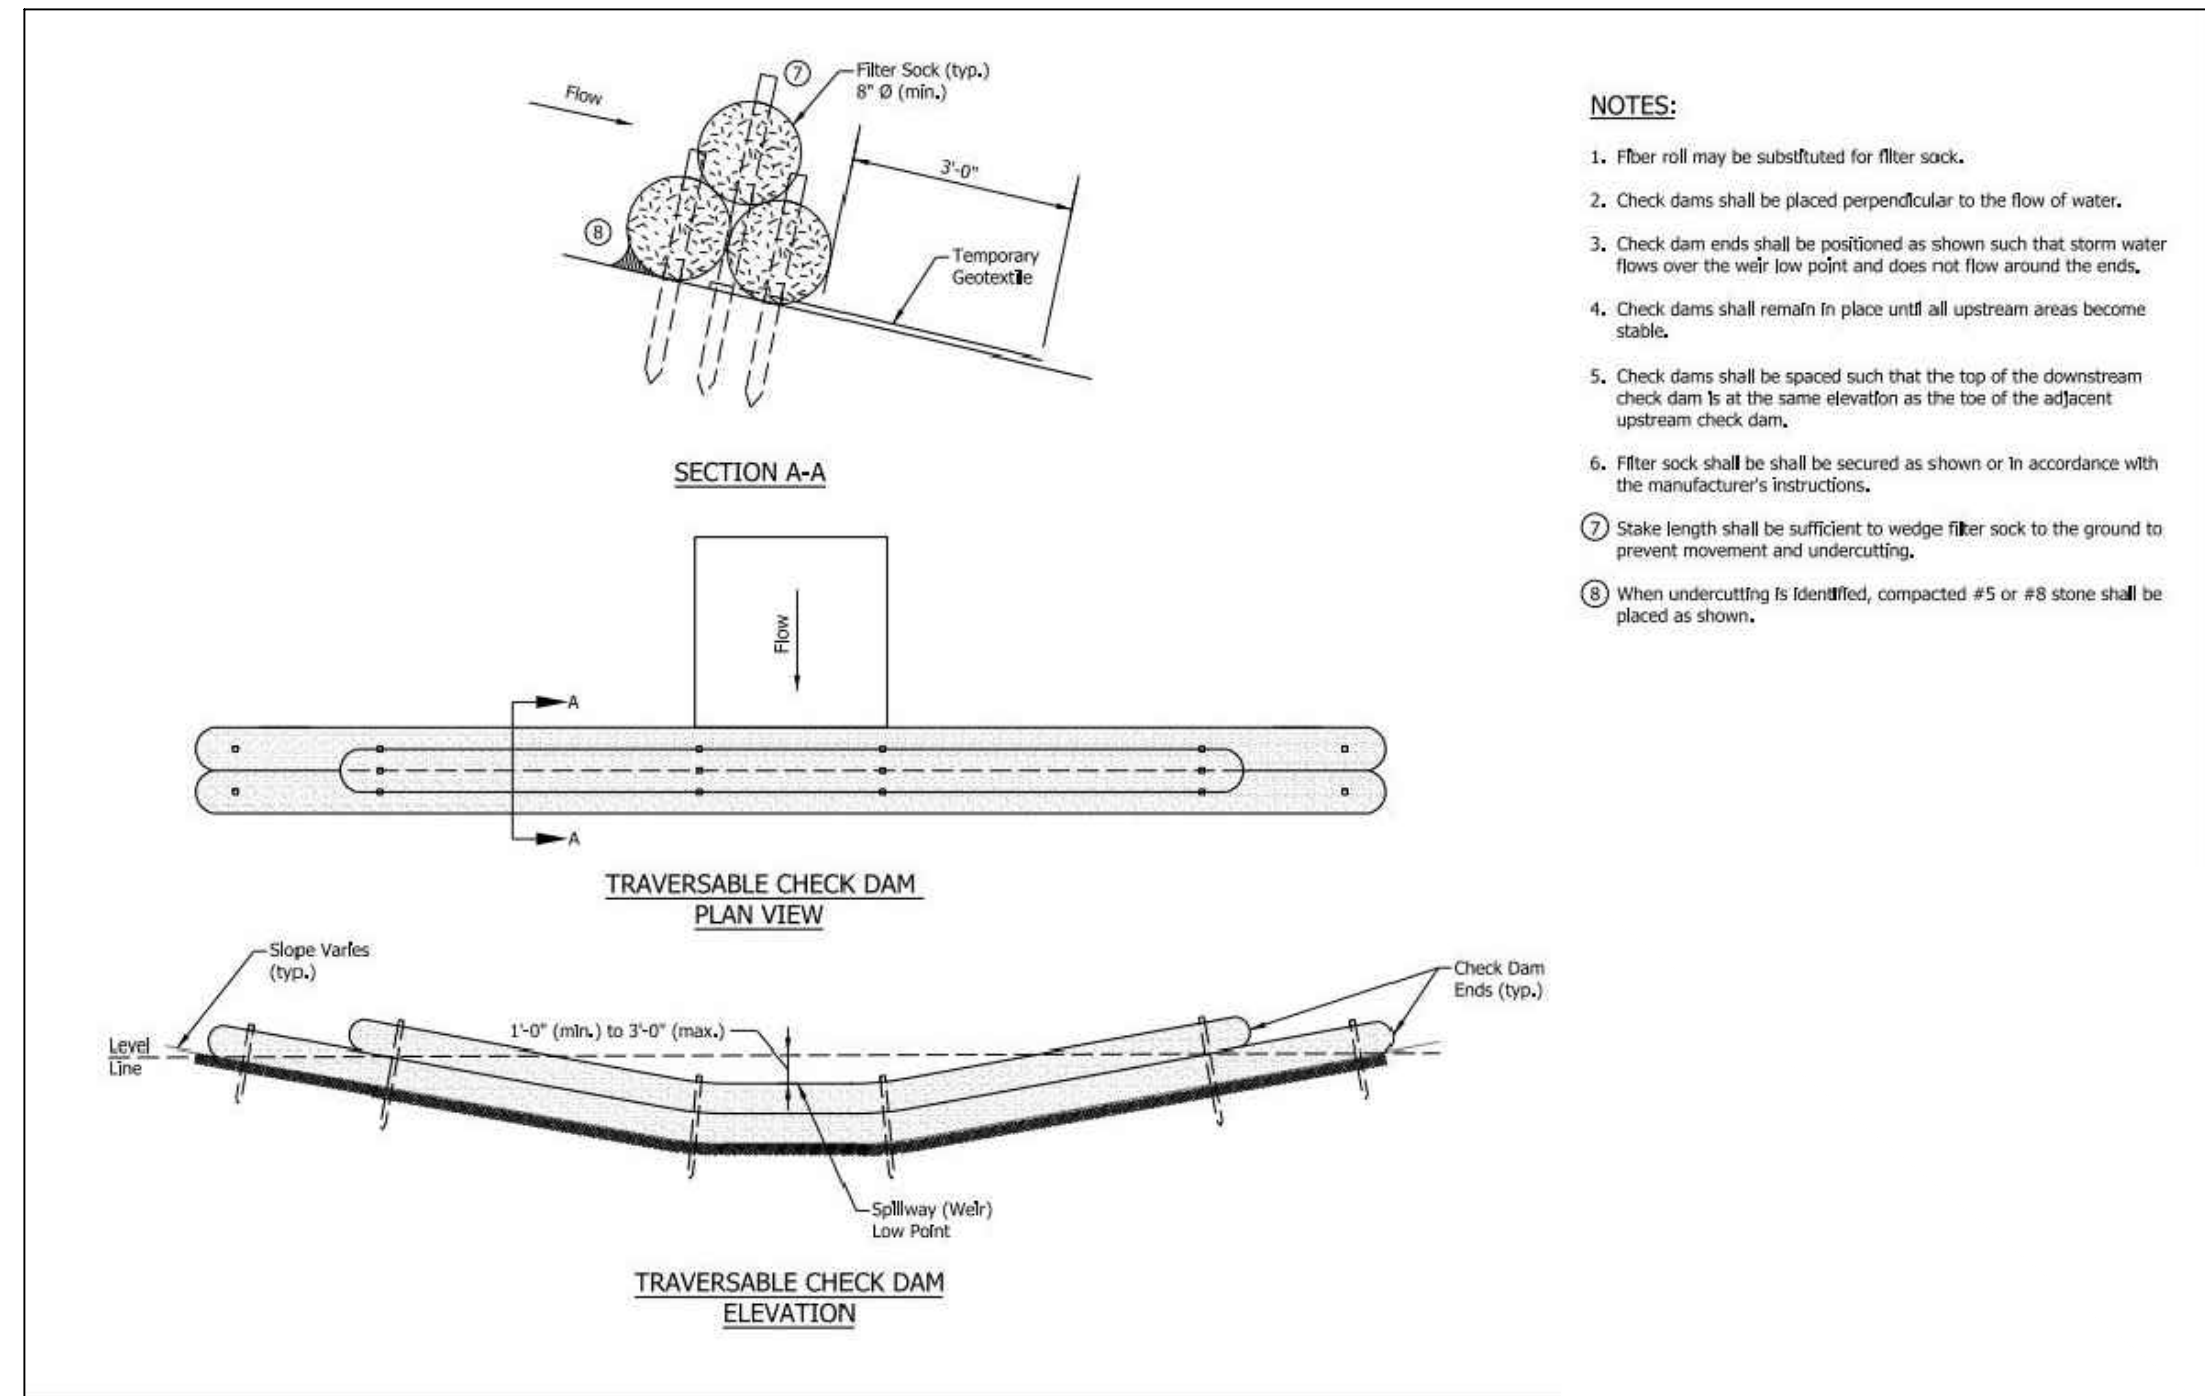 7
Filter Sock (typ.)
8" Ø (min.)
Flow
3'-0"
8
Temporary
Geotextile
SECTION A-A
Flow
A
A
TRAVERSABLE CHECK DAM
PLAN VIEW
Slope Varies
(typ.)
Check Dam
Ends (typ.)
1'-0" (min.) to 3'-0" (max.)
Level
Line
Spillway (Weir)
Low Point
TRAVERSABLE CHECK DAM
ELEVATION
NOTES:
1. Fiber roll may be substituted for filter sock.
2. Check dams shall be placed perpendicular to the flow of water.
3. Check dam ends shall be positioned as shown such that storm water
flows over the weir low point and does not flow around the ends.
4. Check dams shall remain in place until all upstream areas become
stable.
5. Check dams shall be spaced such that the top of the downstream
check dam is at the same elevation as the toe of the adjacent
upstream check dam.
6. Filter sock shall be shall be secured as shown or in accordance with
the manufacturer's instructions.
7 Stake length shall be sufficient to wedge filter sock to the ground to
prevent movement and undercutting.
8 When undercutting is identified, compacted #5 or #8 stone shall be
placed as shown.